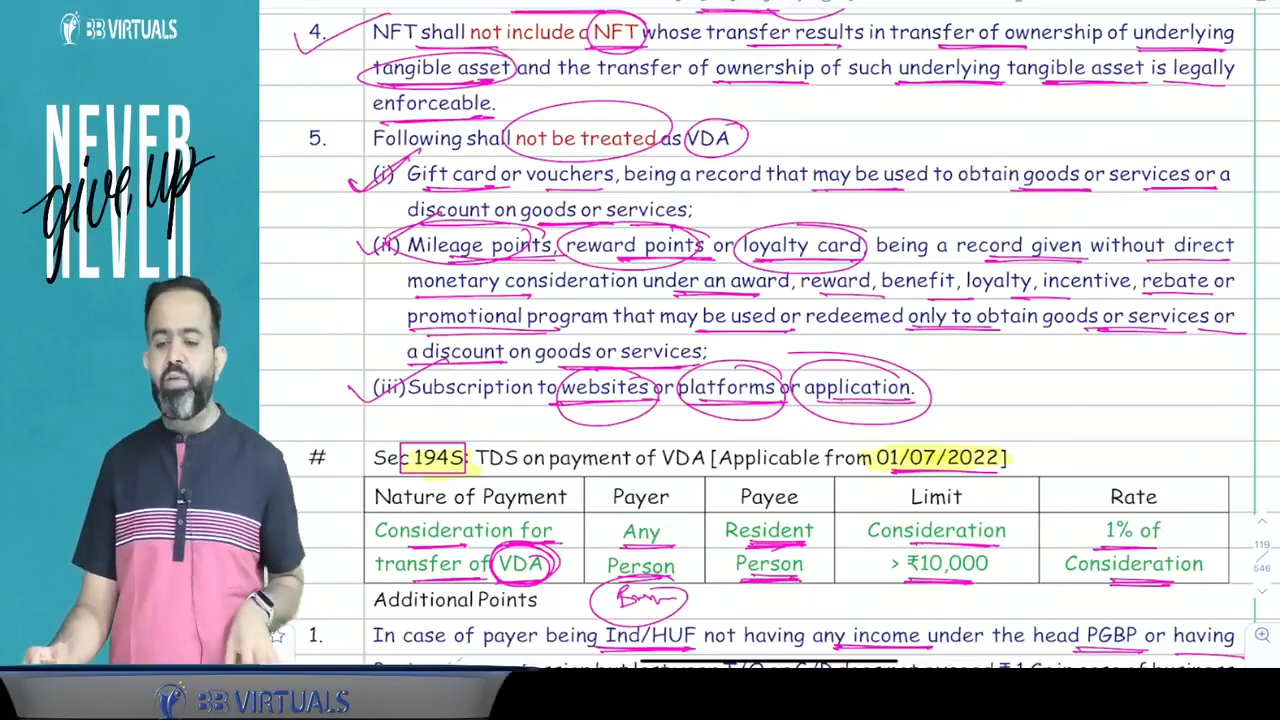 BB VIRTUALS
NEVER
give up
NEVER
4. NFT shall not include a NFT whose transfer results in transfer of ownership of underlying
tangible asset and the transfer of ownership of such underlying tangible asset is legally
enforceable.
5. Following shall not be treated as VDA
(i) Gift card or vouchers, being a record that may be used to obtain goods or services or a
discount on goods or services;
(ii) Mileage points, reward points or loyalty card, being a record given without direct
monetary consideration under an award, reward, benefit, loyalty, incentive, rebate or
promotional program that may be used or redeemed only to obtain goods or services or
a discount on goods or services;
(iii) Subscription to websites or platforms or application.
# Sec 194S: TDS on payment of VDA [Applicable from 01/07/2022]
Nature of Payment Payer Payee Limit Rate
Consideration for Any Resident Consideration 1% of
transfer of VDA Person Person > ₹10,000 Consideration
Additional Points
1. In case of payer being Ind/HUF not having any income under the head PGBP or having
119
546
BB VIRTUALS